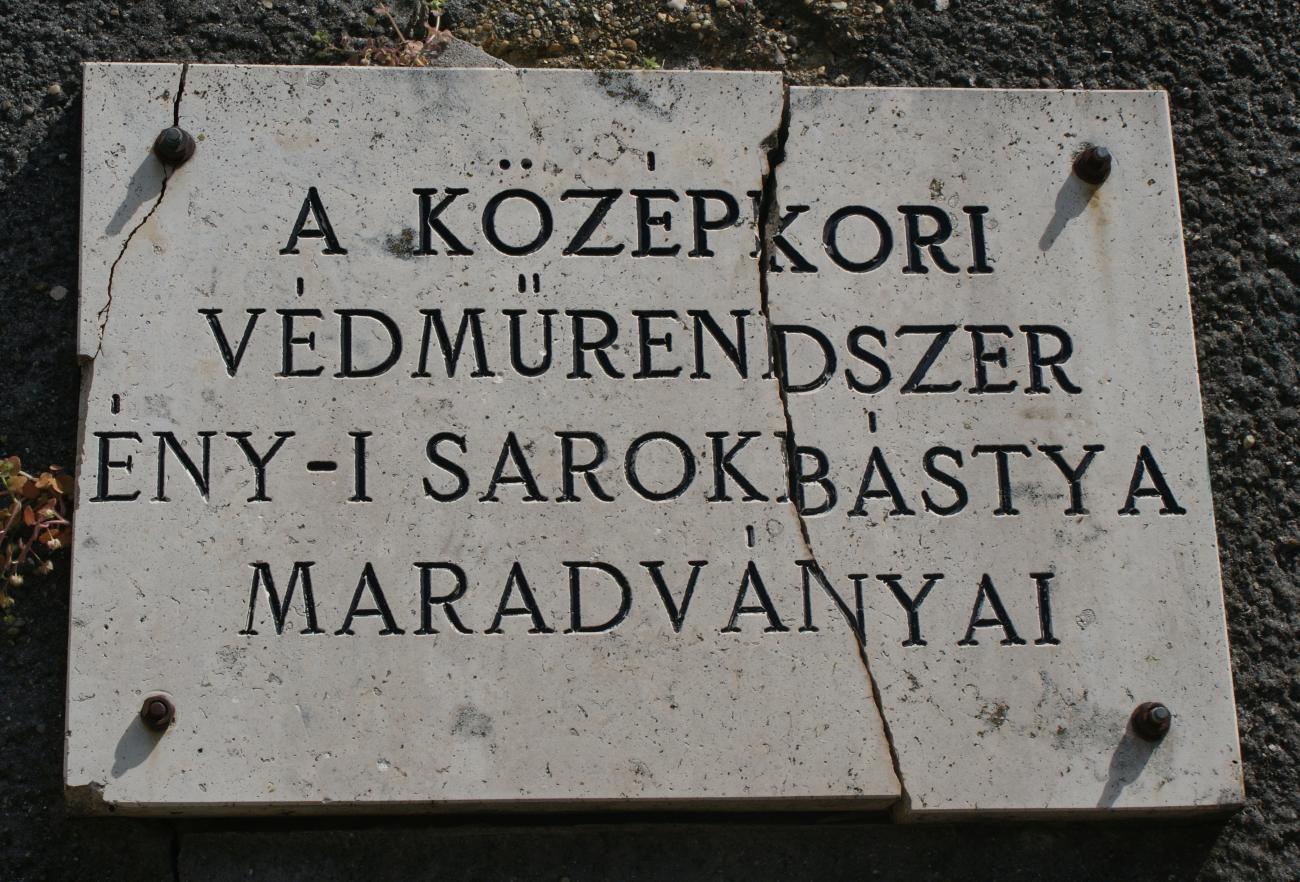 A KÖZÉPKORI
VÉDMŰRENDSZER
ÉNY-I SAROKBÁSTYA
MARADVÁNYAI